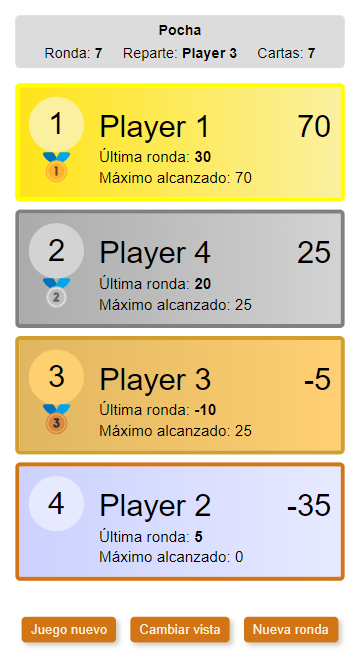 Pocha
Ronda: 7 Reparte: Player 3 Cartas: 7
1
Player 1 70
1
Última ronda: 30
Máximo alcanzado: 70
2
Player 4 25
2
Última ronda: 20
Máximo alcanzado: 25
3
Player 3 -5
3
Última ronda: -10
Máximo alcanzado: 25
4
Player 2 -35
Última ronda: 5
Máximo alcanzado: 0
Juego nuevo Cambiar vista Nueva ronda